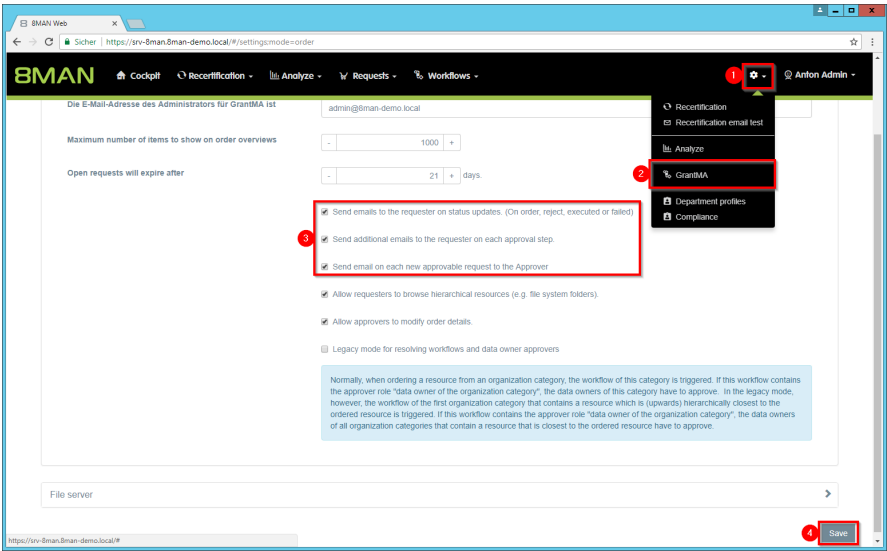 8MAN Web
Sicher | https://srv-8man.8man-demo.local/#/settings:mode=order
8MAN
Cockpit
Recertification
Analyze
Requests
Workflows
1
Anton Admin
Die E-Mail-Adresse des Administrators für GrantMA ist
admin@8man-demo.local
Recertification
Recertification email test
Maximum number of items to show on order overviews
- 1000 +
Analyze
Open requests will expire after
- 21 + days.
2
GrantMA
Department profiles
Compliance
3
Send emails to the requester on status updates. (On order, reject, executed or failed)
Send additional emails to the requester on each approval step.
Send email on each new approvable request to the Approver
Allow requesters to browse hierarchical resources (e.g. file system folders).
Allow approvers to modify order details.
Legacy mode for resolving workflows and data owner approvers
Normally, when ordering a resource from an organization category, the workflow of this category is triggered. If this workflow contains
the approver role "data owner of the organization category", the data owners of this category have to approve. In the legacy mode,
however, the workflow of the first organization category that contains a resource which is (upwards) hierarchically closest to the
ordered resource is triggered. If this workflow contains the approver role "data owner of the organization category", the data owners
of all organization categories that contain a resource that is closest to the ordered resource have to approve.
File server
4
Save
https://srv-8man.8man-demo.local/#